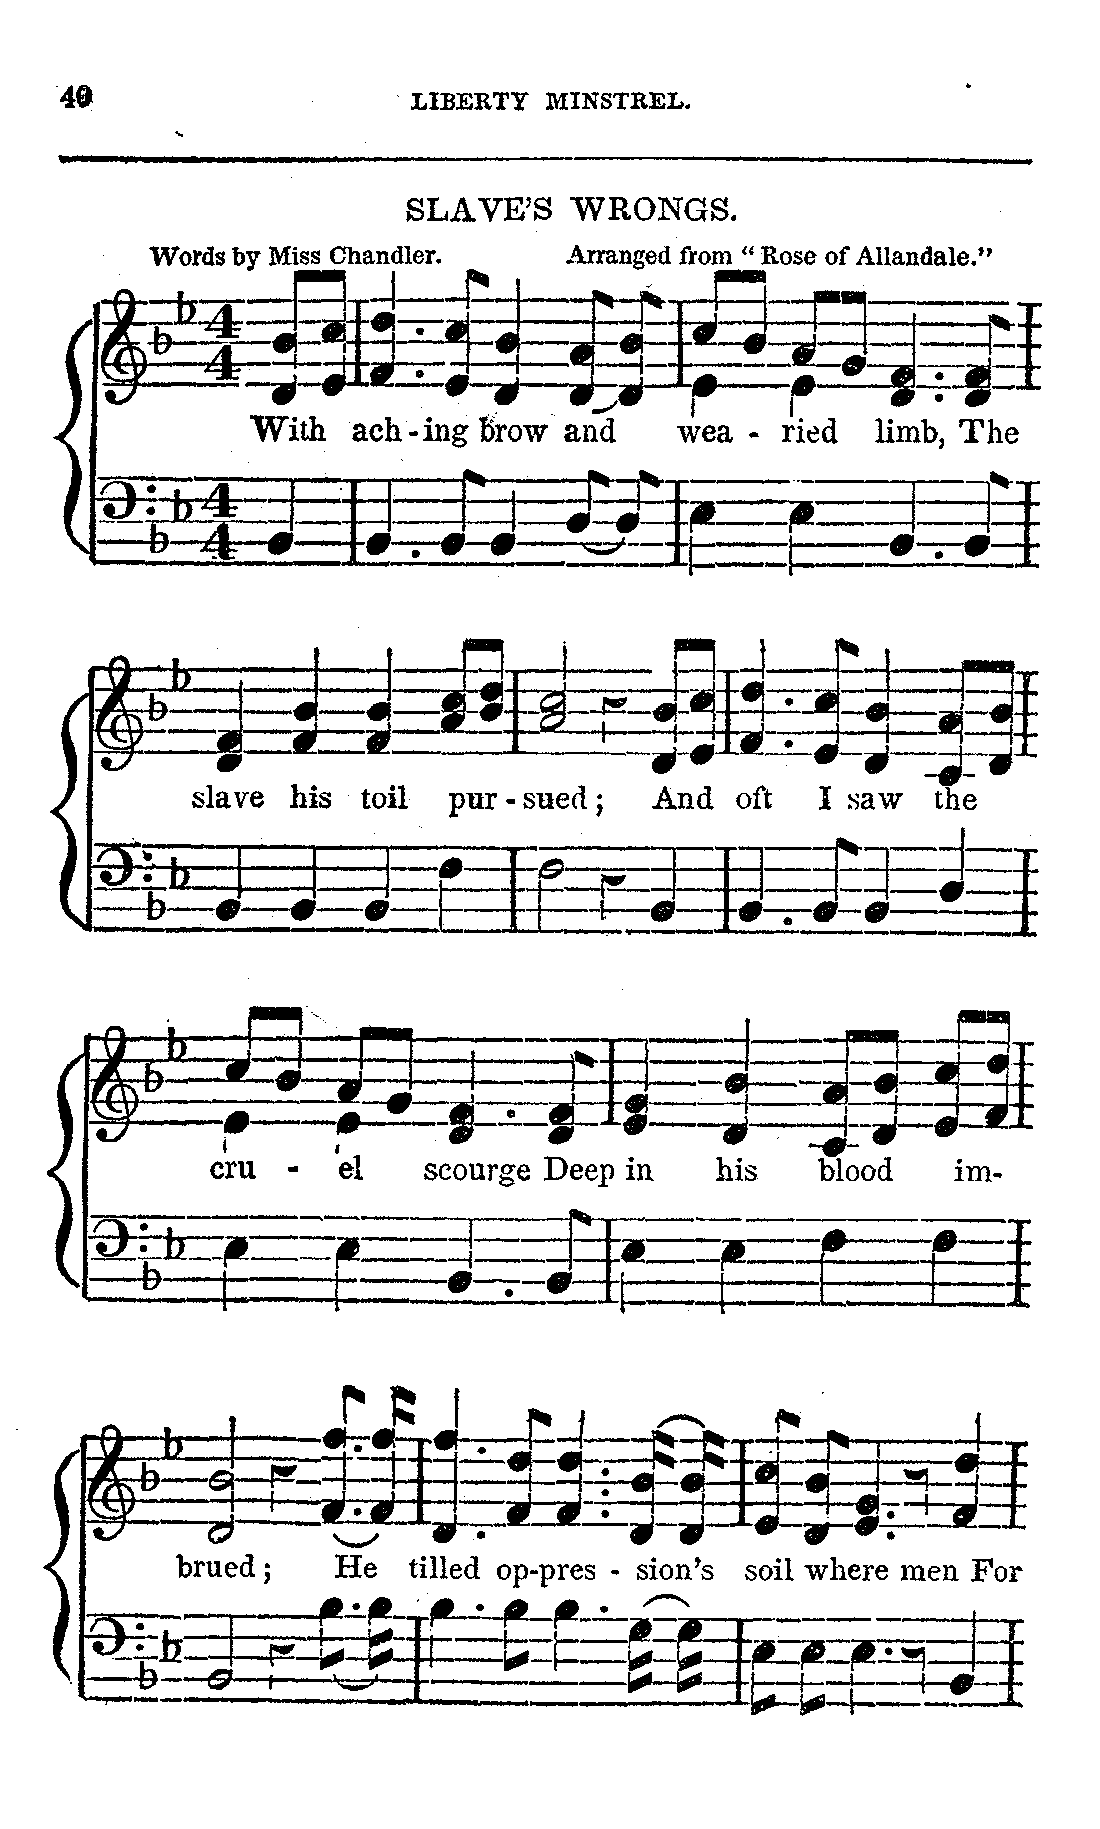 40
LIBERTY MINSTREL.
SLAVE'S WRONGS.
Words by Miss Chandler. Arranged from "Rose of Allandale."
With ach-ing brow and wea - ried limb, The
slave his toil pur-sued; And oft I saw the
cru - el scourge Deep in his blood im-
brued; He tilled op-pres - sion's soil where men For